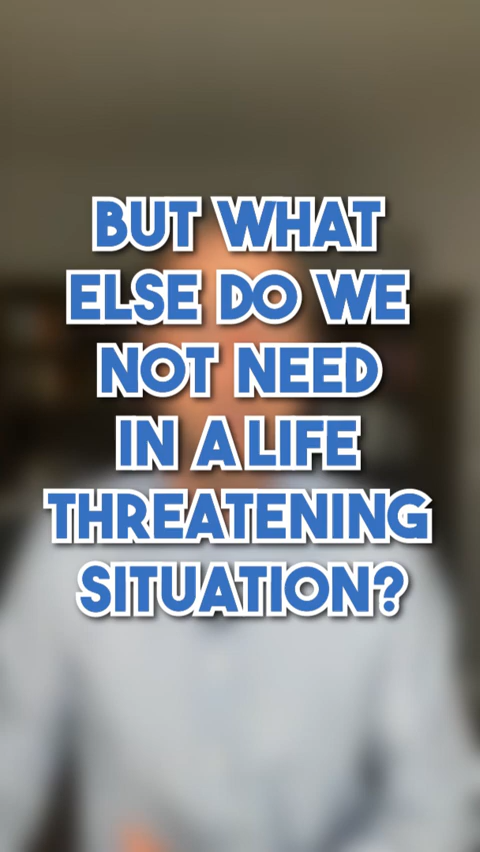 BUT WHAT
ELSE DO WE
NOT NEED
IN A LIFE
THREATENING
SITUATION?